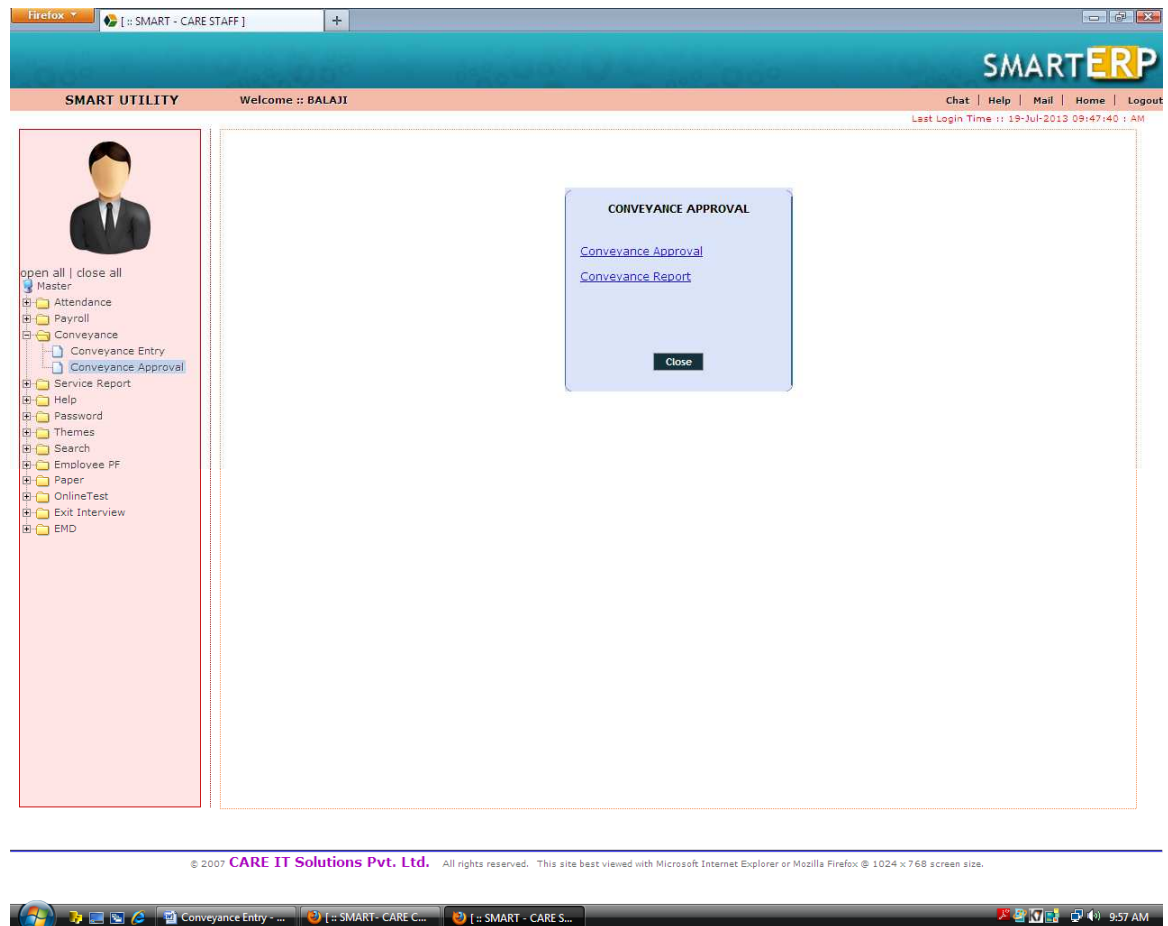 Firefox
[ :: SMART - CARE STAFF ]
+
SMARTERP
SMART UTILITY
Welcome :: BALAJI
Chat | Help | Mail | Home | Logout
Last Login Time :: 19-Jul-2013 09:47:40 : AM
open all | close all
Master
Attendance
Payroll
Conveyance
Conveyance Entry
Conveyance Approval
Service Report
Help
Password
Themes
Search
Employee PF
Paper
OnlineTest
Exit Interview
EMD
CONVEYANCE APPROVAL
Conveyance Approval
Conveyance Report
Close
© 2007 CARE IT Solutions Pvt. Ltd. All rights reserved. This site best viewed with Microsoft Internet Explorer or Mozilla Firefox @ 1024 x 768 screen size.
Conveyance Entry - ...
[ :: SMART- CARE C...
[ :: SMART - CARE S...
9:57 AM